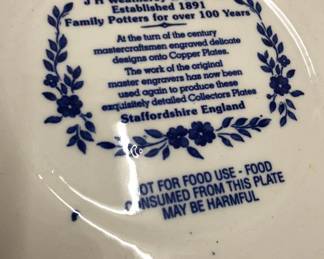 J H
Established 1891
Family Potters for over 100 Years
At the turn of the century
mastercraftsmen engraved delicate
designs onto Copper Plates.
The work of the original
master engravers has now been
used again to produce these
exquisitely detailed Collectors Plates
Staffordshire England
NOT FOR FOOD USE - FOOD
CONSUMED FROM THIS PLATE
MAY BE HARMFUL